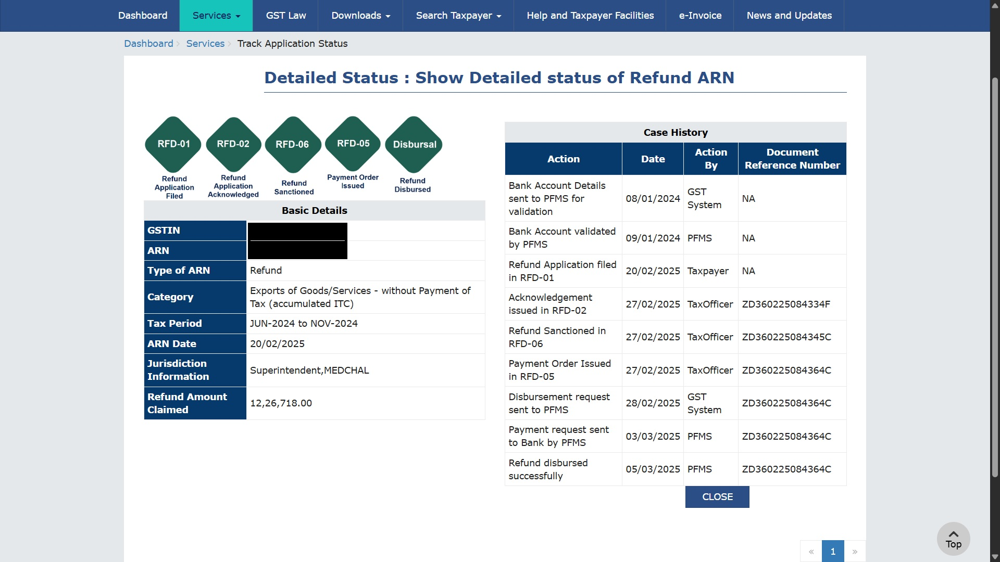 Dashboard
Services
GST Law
Downloads
Search Taxpayer
Help and Taxpayer Facilities
e-Invoice
News and Updates
Dashboard
Services
Track Application Status
Detailed Status : Show Detailed status of Refund ARN
RFD-01
Refund
Application
Filed
RFD-02
Refund
Application
Acknowledged
RFD-06
Refund
Sanctioned
RFD-05
Payment Order
Issued
Disbursal
Refund
Disbursed
Basic Details
GSTIN
ARN
Type of ARN
Refund
Category
Exports of Goods/Services - without Payment of
Tax (accumulated ITC)
Tax Period
JUN-2024 to NOV-2024
ARN Date
20/02/2025
Jurisdiction
Information
Superintendent,MEDCHAL
Refund Amount
Claimed
12,26,718.00
Case History
Action
Date
Action
By
Document
Reference Number
Bank Account Details
sent to PFMS for
validation
08/01/2024
GST
System
NA
Bank Account validated
by PFMS
09/01/2024
PFMS
NA
Refund Application filed
in RFD-01
20/02/2025
Taxpayer
NA
Acknowledgement
issued in RFD-02
27/02/2025
TaxOfficer
ZD360225084334F
Refund Sanctioned in
RFD-06
27/02/2025
TaxOfficer
ZD360225084345C
Payment Order Issued
in RFD-05
27/02/2025
TaxOfficer
ZD360225084364C
Disbursement request
sent to PFMS
28/02/2025
GST
System
ZD360225084364C
Payment request sent
to Bank by PFMS
03/03/2025
PFMS
ZD360225084364C
Refund disbursed
successfully
05/03/2025
PFMS
ZD360225084364C
CLOSE
« 1 »
Top